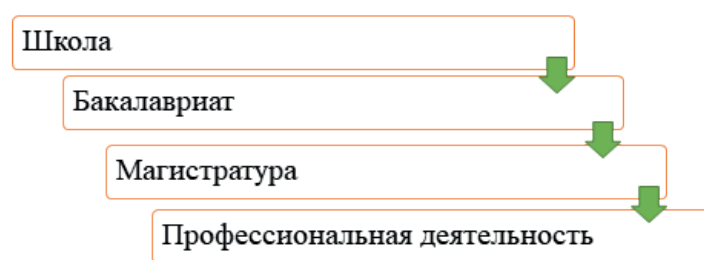 Школа
Бакалавриат
Магистратура
Профессиональная деятельность